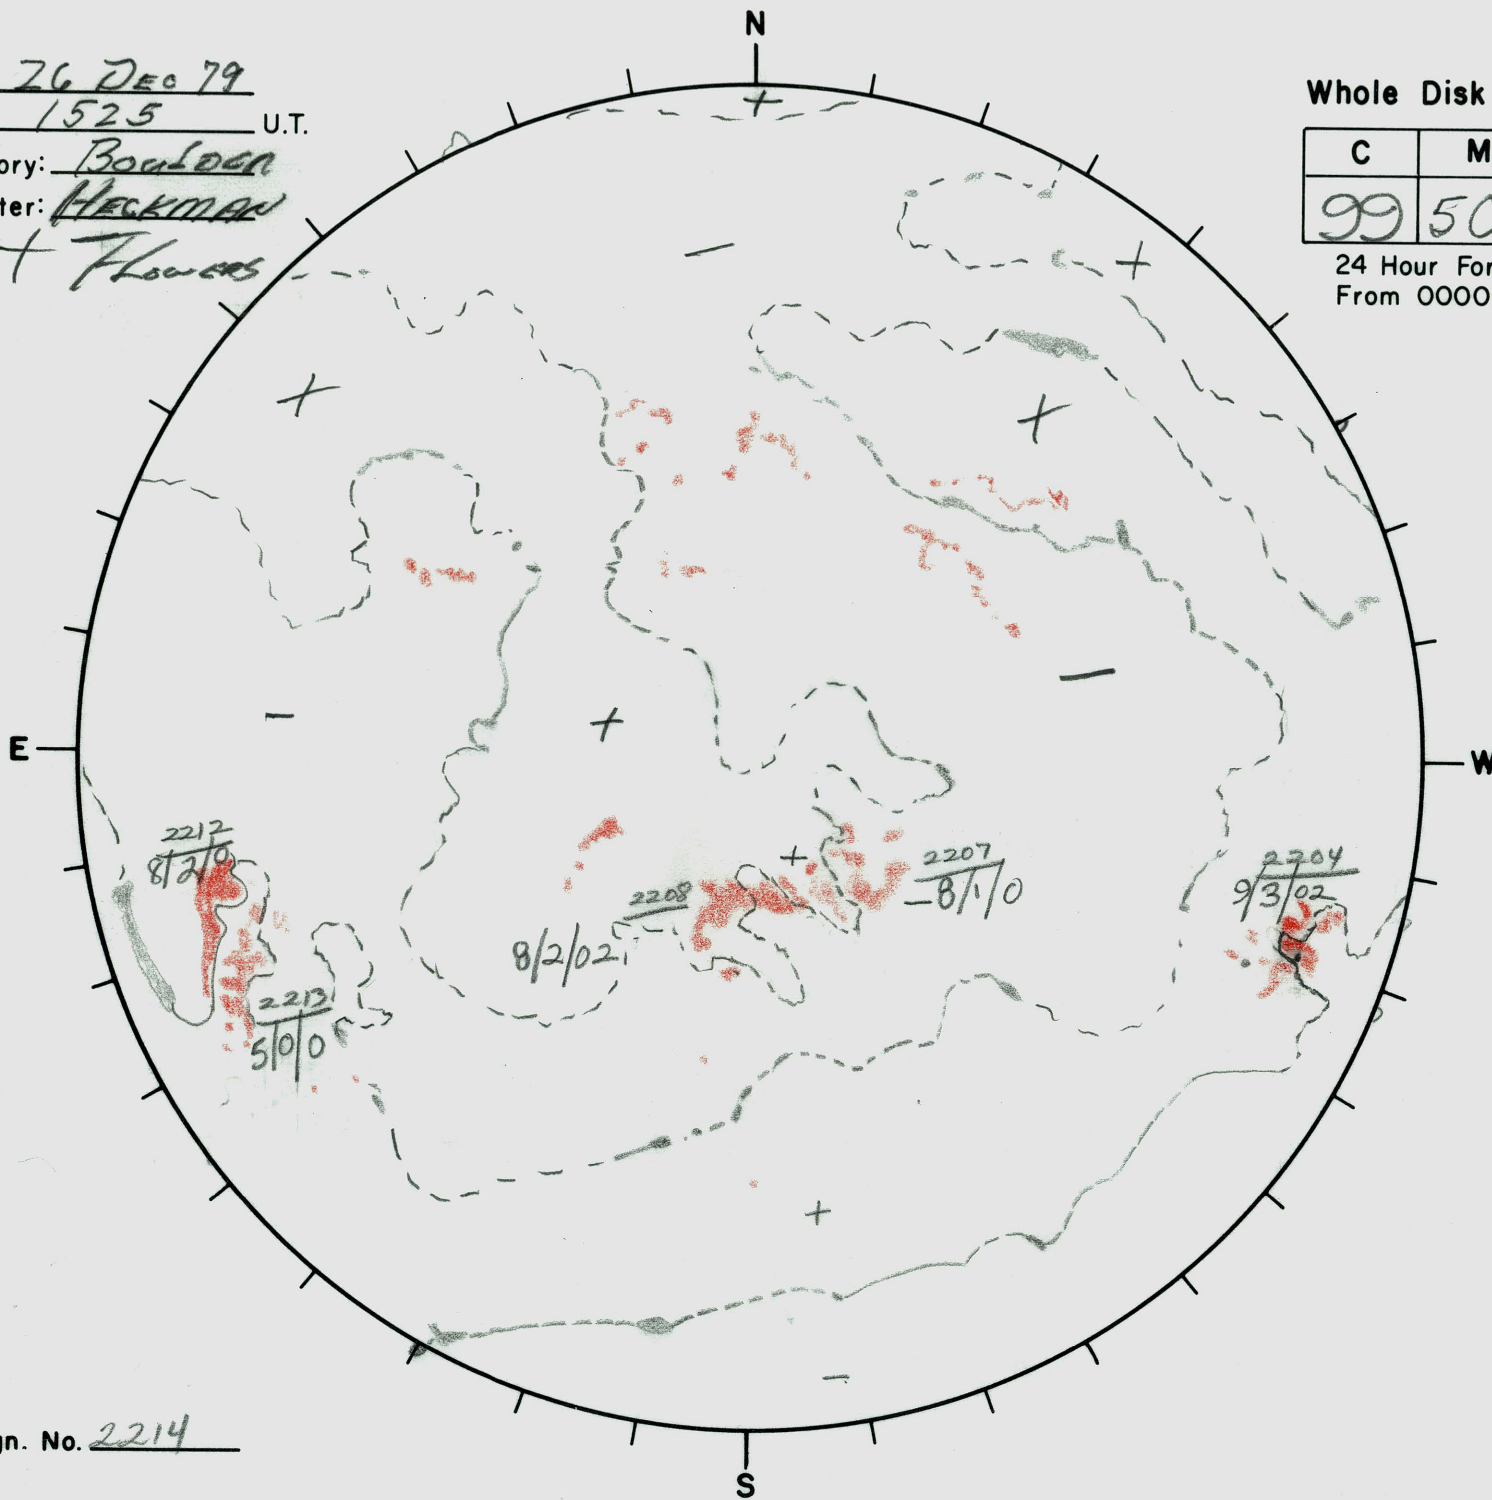 N
26 DEC 79
1525 U.T.
ory: BOULDER
ter: HECKMAN
+ FLOWERS
Whole Disk
C M
99 50
24 Hour For
From 0000
+
+
−
+
+
+
−
−
+
E
W
2212
8/2/0
+
2207
8/1/0
2204
9/3/02
2208
8/2/02
2213
5/0/0
+
−
gn. No. 2214
S